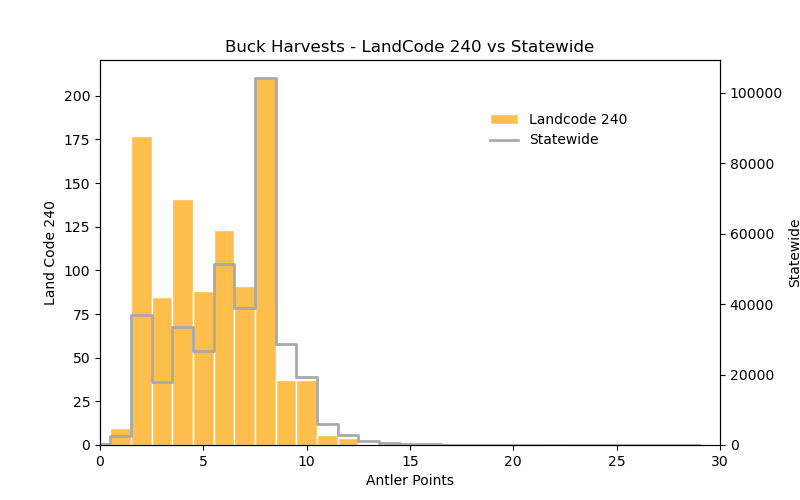 Buck Harvests - LandCode 240 vs Statewide
Landcode 240
Statewide
Land Code 240
200
175
150
125
100
75
50
25
0
100000
80000
60000
40000
20000
0
Statewide
0 5 10 15 20 25 30
Antler Points